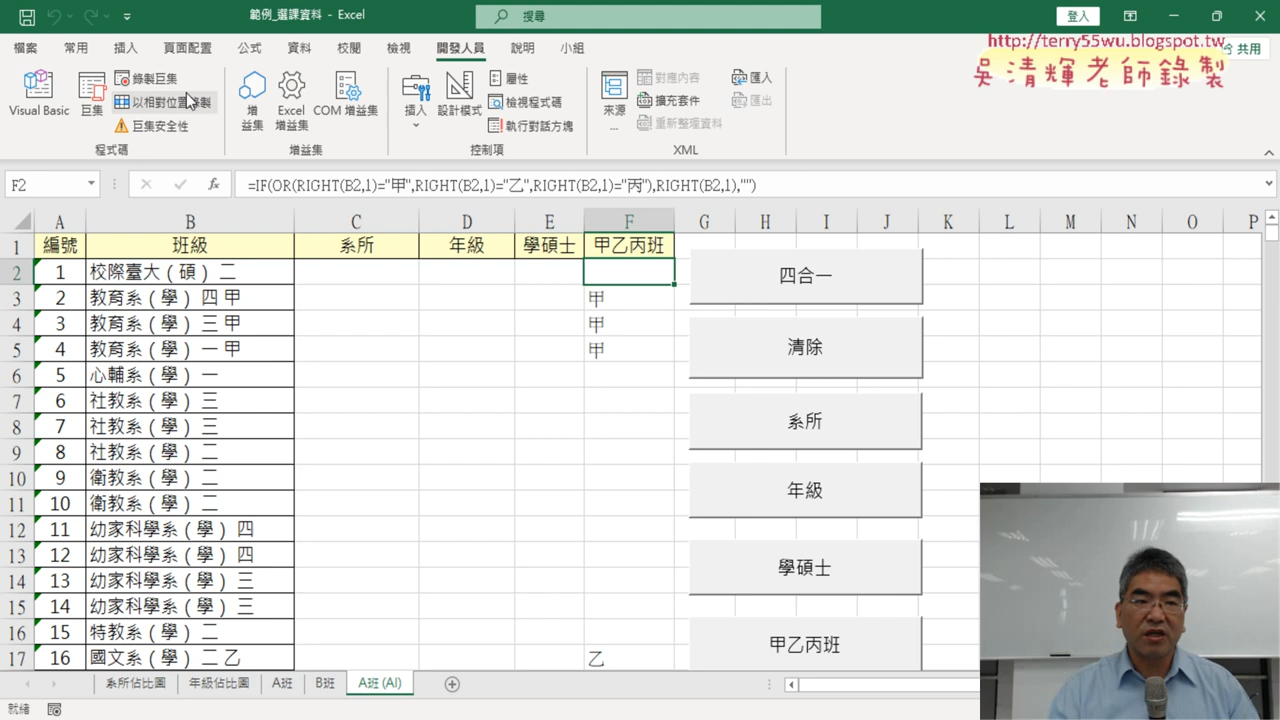 範例_選課資料 - Excel
搜尋
登入
檔案 常用 插入 頁面配置 公式 資料 校閱 檢視 開發人員 說明 小組
共用
http://terry55wu.blogspot.tw
吳清輝老師錄製
Visual Basic
巨集
錄製巨集
以相對位置錄製
巨集安全性
程式碼
增益集
Excel 增益集
COM 增益集
增益集
插入
設計模式
屬性
檢視程式碼
執行對話方塊
控制項
來源...
對應內容
擴充套件
重新整理資料
匯入
匯出
XML
F2
fx
=IF(OR(RIGHT(B2,1)="甲",RIGHT(B2,1)="乙",RIGHT(B2,1)="丙"),RIGHT(B2,1),"")
A B C D E F G H I J K L M N O P
1 編號 班級 系所 年級 學碩士 甲乙丙班
2 1 校際臺大（碩） 二
3 2 教育系（學） 四 甲 甲
4 3 教育系（學） 三 甲 甲
5 4 教育系（學） 一 甲 甲
6 5 心輔系（學） 一
7 6 社教系（學） 三
8 7 社教系（學） 三
9 8 社教系（學） 二
10 9 衛教系（學） 二
11 10 衛教系（學） 二
12 11 幼家科學系（學） 四
13 12 幼家科學系（學） 四
14 13 幼家科學系（學） 三
15 14 幼家科學系（學） 三
16 15 特教系（學） 二
17 16 國文系（學） 二 乙 乙
四合一
清除
系所
年級
學碩士
甲乙丙班
系所佔比圖 年級佔比圖 A班 B班 A班 (AI)
就緒